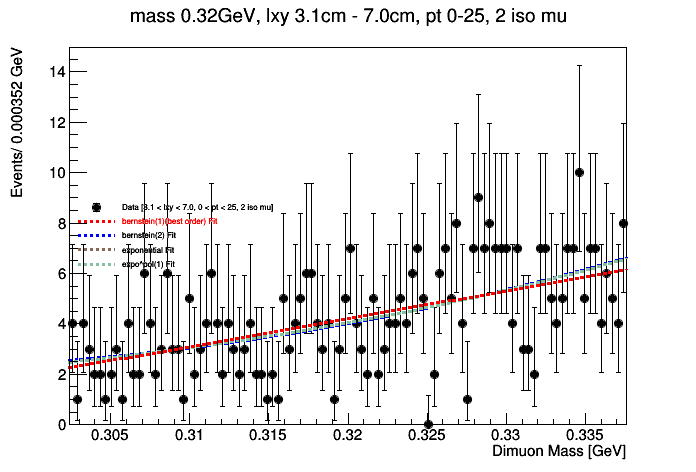 mass 0.32GeV, lxy 3.1cm - 7.0cm, pt 0-25, 2 iso mu
Events/ 0.000352 GeV
14
12
10
8
6
4
2
0
Data [3.1 < lxy < 7.0, 0 < pt < 25, 2 iso mu]
bernstein(1)(best order) Fit
bernstein(2) Fit
exponential Fit
expo*pol(1) Fit
0.305 0.31 0.315 0.32 0.325 0.33 0.335
Dimuon Mass [GeV]